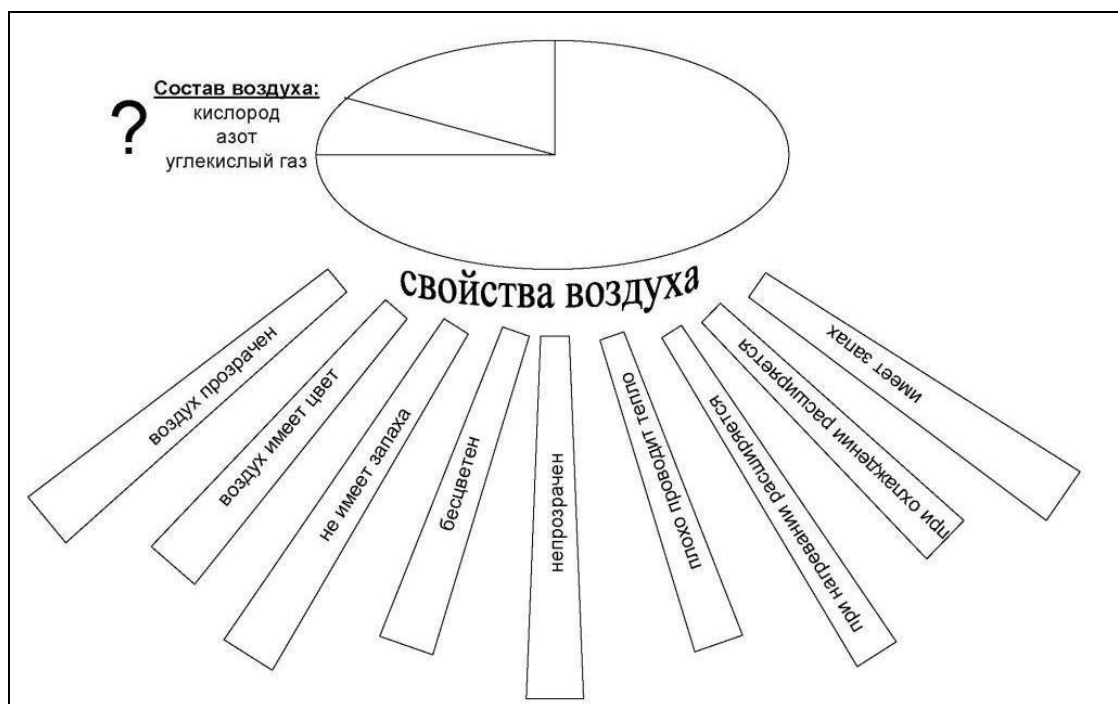 Состав воздуха:
?
кислород
азот
углекислый газ
свойства воздуха
воздух прозрачен
воздух имеет цвет
не имеет запаха
бесцветен
непрозрачен
плохо проводит тепло
при нагревании расширяется
при охлаждении расширяется
имеет запах